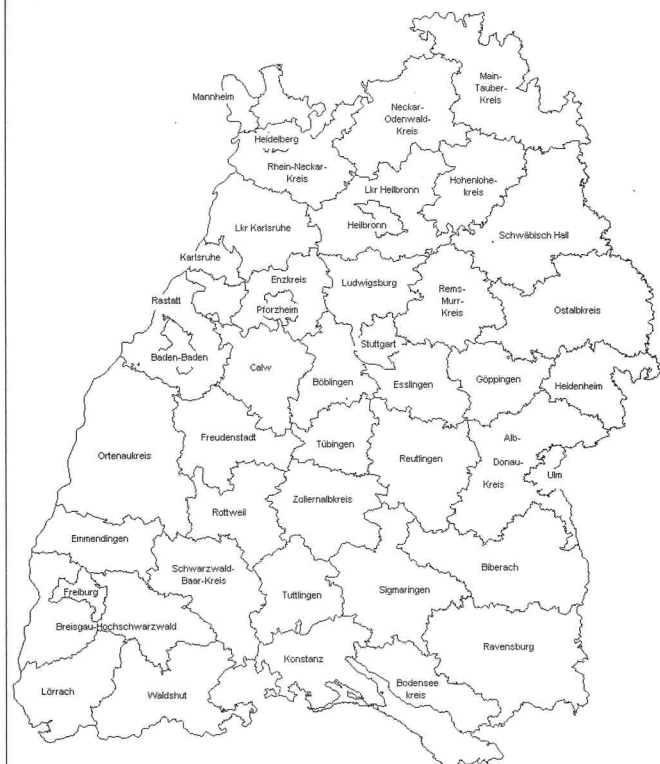 Main-
Tauber-
Kreis
Mannheim
Neckar-
Odenwald-
Kreis
Heidelberg
Rhein-Neckar-
Kreis
Lkr Heilbronn
Hohenlohe-
kreis
Heilbronn
Lkr Karlsruhe
Schwäbisch Hall
Karlsruhe
Enzkreis
Ludwigsburg
Rems-
Murr-
Kreis
Rastatt
Pforzheim
Ostalbkreis
Stuttgart
Baden-Baden
Calw
Böblingen
Esslingen
Göppingen
Heidenheim
Freudenstadt
Tübingen
Reutlingen
Alb-
Donau-
Kreis
Ortenaukreis
Ulm
Rottweil
Zollernalbkreis
Emmendingen
Schwarzwald-
Baar-Kreis
Biberach
Freiburg
Tuttlingen
Sigmaringen
Breisgau-Hochschwarzwald
Ravensburg
Konstanz
Bodensee
kreis
Lörrach
Waldshut